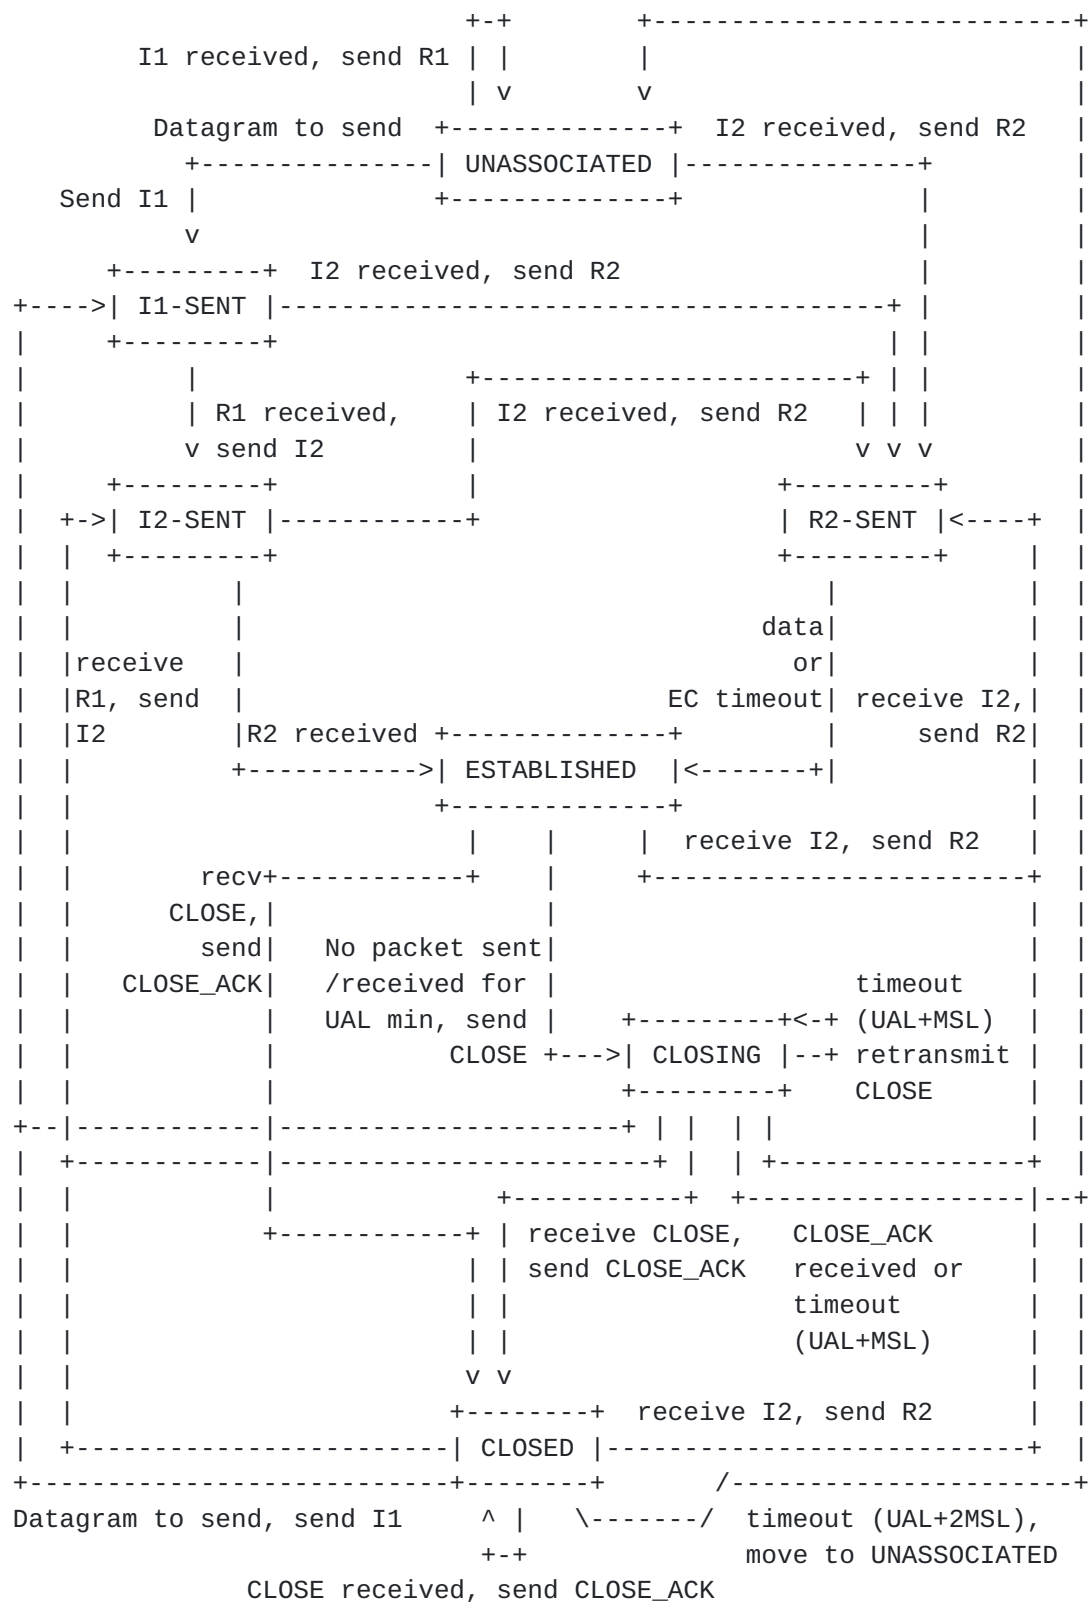 I1 received, send R1
Datagram to send I2 received, send R2
UNASSOCIATED
Send I1
I2 received, send R2
I1-SENT
R1 received, I2 received, send R2
send I2
I2-SENT R2-SENT
data
receive or
R1, send EC timeout receive I2,
I2 R2 received send R2
ESTABLISHED
receive I2, send R2
recv
CLOSE,
send No packet sent
CLOSE_ACK /received for timeout
UAL min, send (UAL+MSL)
CLOSE CLOSING retransmit
CLOSE
receive CLOSE, CLOSE_ACK
send CLOSE_ACK received or
timeout
(UAL+MSL)
receive I2, send R2
CLOSED
Datagram to send, send I1 timeout (UAL+2MSL),
move to UNASSOCIATED
CLOSE received, send CLOSE_ACK